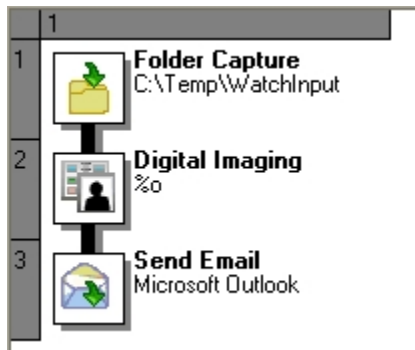 1
1
Folder Capture
C:\Temp\WatchInput
2
Digital Imaging
%o
3
Send Email
Microsoft Outlook